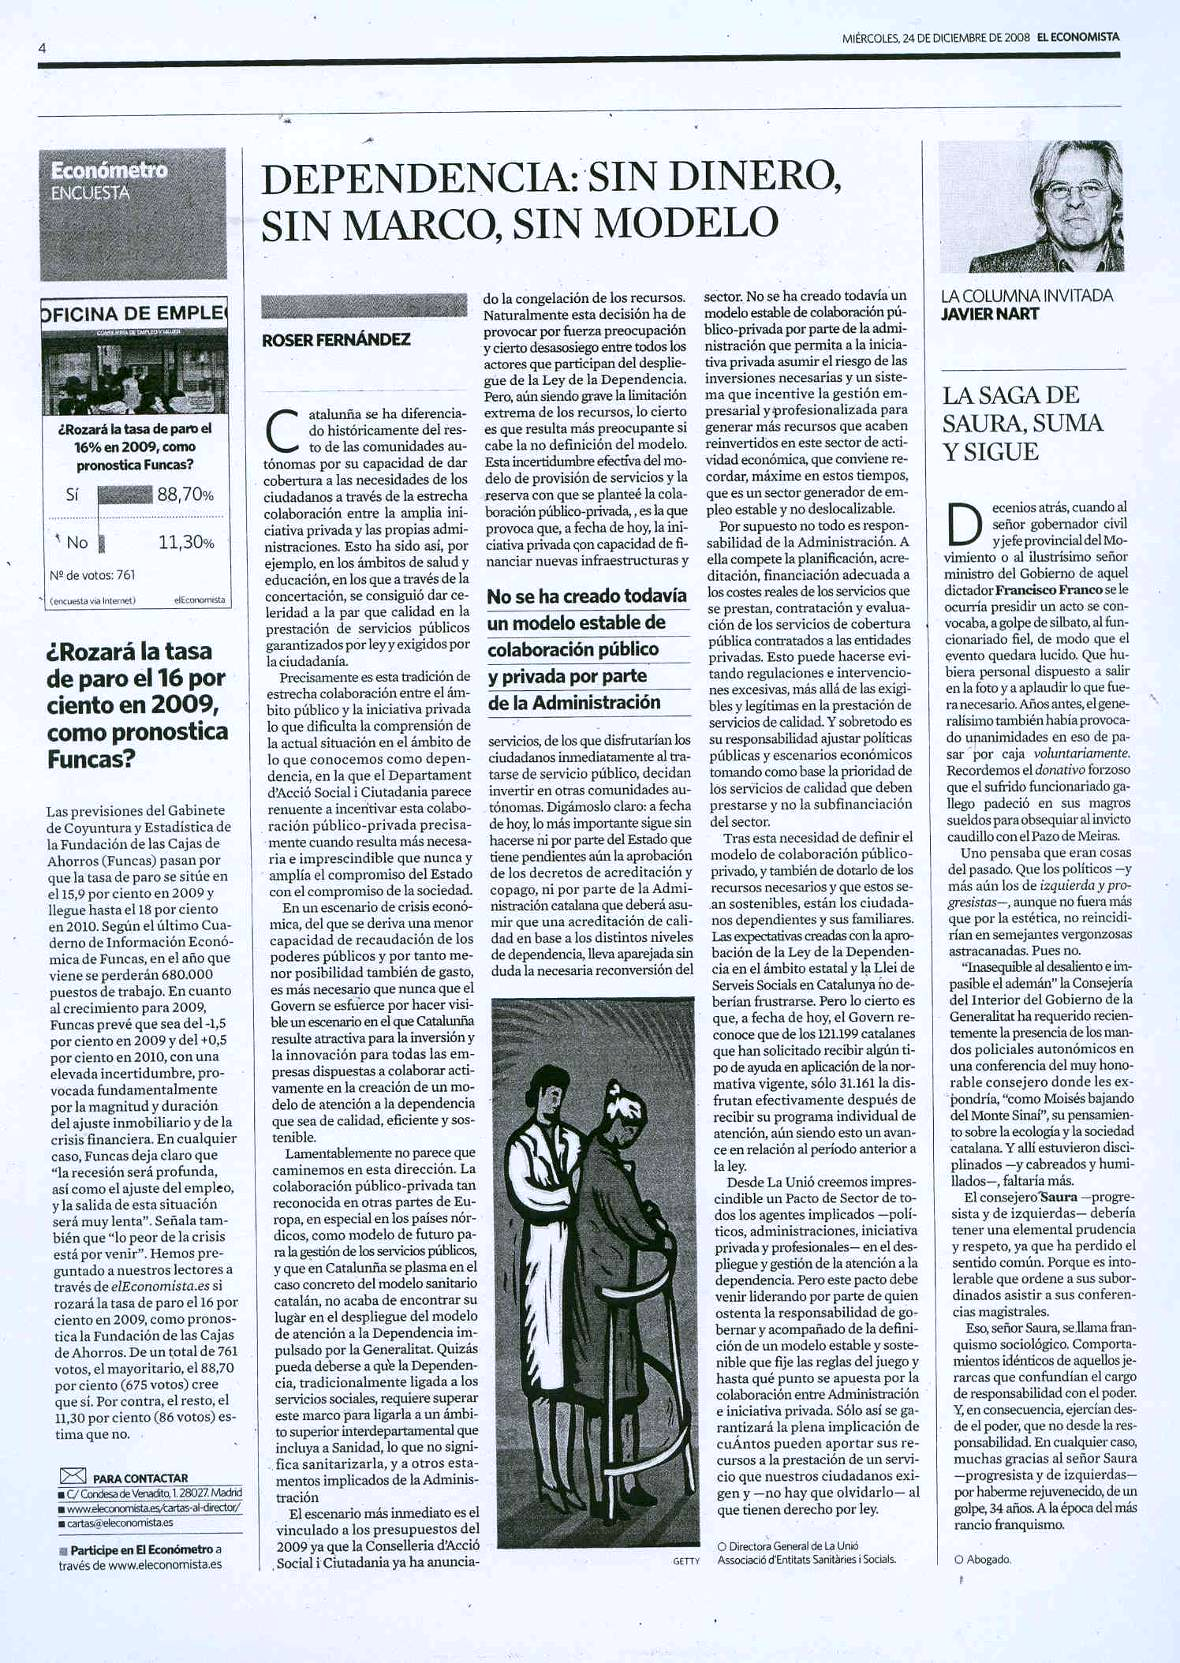 4
MIÉRCOLES, 24 DE DICIEMBRE DE 2008 EL ECONOMISTA
Económetro
ENCUESTA
OFICINA DE EMPLE
¿Rozará la tasa de paro el
16% en 2009, como
pronostica Funcas?
Sí 88,70%
No 11,30%
Nº de votos: 761
(encuesta vía Internet) elEconomista
¿Rozará la tasa
de paro el 16 por
ciento en 2009,
como pronostica
Funcas?
Las previsiones del Gabinete
de Coyuntura y Estadística de
la Fundación de las Cajas de
Ahorros (Funcas) pasan por
que la tasa de paro se sitúe en
el 15,9 por ciento en 2009 y
llegue hasta el 18 por ciento
en 2010. Según el último Cua-
derno de Información Econó-
mica de Funcas, en el año que
viene se perderán 680.000
puestos de trabajo. En cuanto
al crecimiento para 2009,
Funcas prevé que sea del -1,5
por ciento en 2009 y del +0,5
por ciento en 2010, con una
elevada incertidumbre, pro-
vocada fundamentalmente
por la magnitud y duración
del ajuste inmobiliario y de la
crisis financiera. En cualquier
caso, Funcas deja claro que
“la recesión será profunda,
así como el ajuste del empleo,
y la salida de esta situación
será muy lenta”. Señala tam-
bién que “lo peor de la crisis
está por venir”. Hemos pre-
guntado a nuestros lectores a
través de elEconomista.es si
rozará la tasa de paro el 16 por
ciento en 2009, como pronos-
tica la Fundación de las Cajas
de Ahorros. De un total de 761
votos, el mayoritario, el 88,70
por ciento (675 votos) cree
que sí. Por contra, el resto, el
11,30 por ciento (86 votos) es-
tima que no.
PARA CONTACTAR
C/ Condesa de Venadito, 1. 28027. Madrid
www.eleconomista.es/cartas-al-director/
cartas@eleconomista.es
Participe en El Económetro a
través de www.eleconomista.es
DEPENDENCIA: SIN DINERO,
SIN MARCO, SIN MODELO
ROSER FERNÁNDEZ
Catalunña se ha diferencia-
do históricamente del res-
to de las comunidades au-
tónomas por su capacidad de dar
cobertura a las necesidades de los
ciudadanos a través de la estrecha
colaboración entre la amplia ini-
ciativa privada y las propias admi-
nistraciones. Esto ha sido así, por
ejemplo, en los ámbitos de salud y
educación, en los que a través de la
concertación, se consiguió dar ce-
leridad a la par que calidad en la
prestación de servicios públicos
garantizados por ley y exigidos por
la ciudadanía.
Precisamente es esta tradición de
estrecha colaboración entre el ám-
bito público y la iniciativa privada
lo que dificulta la comprensión de
la actual situación en el ámbito de
lo que conocemos como depen-
dencia, en la que el Departament
d'Acció Social i Ciutadania parece
renuente a incentivar esta colabo-
ración público-privada precisa-
mente cuando resulta más necesa-
ria e imprescindible que nunca y
amplía el compromiso del Estado
con el compromiso de la sociedad.
En un escenario de crisis econó-
mica, del que se deriva una menor
capacidad de recaudación de los
poderes públicos y por tanto me-
nor posibilidad también de gasto,
es más necesario que nunca que el
Govern se esfuerce por hacer visi-
ble un escenario en el que Catalunña
resulte atractiva para la inversión y
la innovación para todas las em-
presas dispuestas a colaborar acti-
vamente en la creación de un mo-
delo de atención a la dependencia
que sea de calidad, eficiente y sos-
tenible.
Lamentablemente no parece que
caminemos en esta dirección. La
colaboración público-privada tan
reconocida en otras partes de Eu-
ropa, en especial en los países nór-
dicos, como modelo de futuro pa-
ra la gestión de los servicios públicos,
y que en Catalunña se plasma en el
caso concreto del modelo sanitario
catalán, no acaba de encontrar su
lugar en el despliegue del modelo
de atención a la Dependencia im-
pulsado por la Generalitat. Quizás
pueda deberse a què la Dependen-
cia, tradicionalmente ligada a los
servicios sociales, requiere superar
este marco para ligarla a un ámbi-
to superior interdepartamental que
incluya a Sanidad, lo que no signi-
fica sanitarizarla, y a otros esta-
mentos implicados de la Adminis-
tración
El escenario más inmediato es el
vinculado a los presupuestos del
2009 ya que la Conselleria d'Acció
Social i Ciutadania ya ha anuncia-
do la congelación de los recursos.
Naturalmente esta decisión ha de
provocar por fuerza preocupación
y cierto desasosiego entre todos los
actores que participan del desplie-
gue de la Ley de la Dependencia.
Pero, aún siendo grave la limitación
extrema de los recursos, lo cierto
es que resulta más preocupante si
cabe la no definición del modelo.
Esta incertidumbre efectiva del mo-
delo de provisión de servicios y la
reserva con que se planteé la cola-
boración público-privada, , es la que
provoca que, a fecha de hoy, la ini-
ciativa privada con capacidad de fi-
nanciar nuevas infraestructuras y
No se ha creado todavía
un modelo estable de
colaboración público
y privada por parte
de la Administración
servicios, de los que disfrutarían los
ciudadanos inmediatamente al tra-
tarse de servicio público, decidan
invertir en otras comunidades au-
tónomas. Digámoslo claro: a fecha
de hoy, lo más importante sigue sin
hacerse ni por parte del Estado que
tiene pendientes aún la aprobación
de los decretos de acreditación y
copago, ni por parte de la Admi-
nistración catalana que deberá asu-
mir que una acreditación de cali-
dad en base a los distintos niveles
de dependencia, lleva aparejada sin
duda la necesaria reconversión del
GETTY
sector. No se ha creado todavía un
modelo estable de colaboración pú-
blico-privada por parte de la admi-
nistración que permita a la inicia-
tiva privada asumir el riesgo de las
inversiones necesarias y un siste-
ma que incentive la gestión em-
presarial y profesionalizada para
generar más recursos que acaben
reinvertidos en este sector de acti-
vidad económica, que conviene re-
cordar, máxime en estos tiempos,
que es un sector generador de em-
pleo estable y no deslocalizable.
Por supuesto no todo es respon-
sabilidad de la Administración. A
ella compete la planificación, acre-
ditación, financiación adecuada a
los costes reales de los servicios que
se prestan, contratación y evalua-
ción de los servicios de cobertura
pública contratados a las entidades
privadas. Esto puede hacerse evi-
tando regulaciones e intervencio-
nes excesivas, más allá de las exigi-
bles y legítimas en la prestación de
servicios de calidad. Y sobretodo es
su responsabilidad ajustar políticas
públicas y escenarios económicos
tomando como base la prioridad de
los servicios de calidad que deben
prestarse y no la subfinanciación
del sector.
Tras esta necesidad de definir el
modelo de colaboración público-
privado, y también de dotarlo de los
recursos necesarios y que estos se-
an sostenibles, están los ciudada-
nos dependientes y sus familiares.
Las expectativas creadas con la apro-
bación de la Ley de la Dependen-
cia en el ámbito estatal y la Llei de
Serveis Socials en Catalunya no de-
berían frustrarse. Pero lo cierto es
que, a fecha de hoy, el Govern re-
conoce que de los 121.199 catalanes
que han solicitado recibir algún ti-
po de ayuda en aplicación de la nor-
mativa vigente, sólo 31.161 la dis-
frutan efectivamente después de
recibir su programa individual de
atención, aún siendo esto un avan-
ce en relación al período anterior a
la ley.
Desde La Unió creemos impres-
cindible un Pacto de Sector de to-
dos los agentes implicados —polí-
ticos, administraciones, iniciativa
privada y profesionales— en el des-
pliegue y gestión de la atención a la
dependencia. Pero este pacto debe
venir liderando por parte de quien
ostenta la responsabilidad de go-
bernar y acompañado de la defini-
ción de un modelo estable y soste-
nible que fije las reglas del juego y
hasta qué punto se apuesta por la
colaboración entre Administración
e iniciativa privada. Sólo así se ga-
rantizará la plena implicación de
cuÁntos pueden aportar sus re-
cursos a la prestación de un servi-
cio que nuestros ciudadanos exi-
gen y —no hay que olvidarlo— al
que tienen derecho por ley.
Directora General de La Unió
Associació d'Entitats Sanitàries i Socials.
LA COLUMNA INVITADA
JAVIER NART
LA SAGA DE
SAURA, SUMA
Y SIGUE
Decenios atrás, cuando al
señor gobernador civil
y jefe provincial del Mo-
vimiento o al ilustrísimo señor
ministro del Gobierno de aquel
dictador Francisco Franco se le
ocurría presidir un acto se con-
vocaba, a golpe de silbato, al fun-
cionariado fiel, de modo que el
evento quedara lucido. Que hu-
biera personal dispuesto a salir
en la foto y a aplaudir lo que fue-
ra necesario. Años antes, el gene-
ralísimo también había provoca-
do unanimidades en eso de pa-
sar por caja voluntariamente.
Recordemos el donativo forzoso
que el sufrido funcionariado ga-
llego padeció en sus magros
sueldos para obsequiar al invicto
caudillo con el Pazo de Meiras.
Uno pensaba que eran cosas
del pasado. Que los políticos —y
más aún los de izquierda y pro-
gresistas—, aunque no fuera más
que por la estética, no reincidi-
rían en semejantes vergonzosas
astracanadas. Pues no.
“Inasequible al desaliento e im-
pasible el ademán” la Consejería
del Interior del Gobierno de la
Generalitat ha requerido recien-
temente la presencia de los man-
dos policiales autonómicos en
una conferencia del muy hono-
rable consejero donde les ex-
pondría, “como Moisés bajando
del Monte Sinaí”, su pensamien-
to sobre la ecología y la sociedad
catalana. Y allí estuvieron disci-
plinados —y cabreados y humi-
llados—, faltaría más.
El consejero Saura —progre-
sista y de izquierdas— debería
tener una elemental prudencia
y respeto, ya que ha perdido el
sentido común. Porque es into-
lerable que ordene a sus subor-
dinados asistir a sus conferen-
cias magistrales.
Eso, señor Saura, se llama fran-
quismo sociológico. Comporta-
mientos idénticos de aquellos je-
rarcas que confundían el cargo
de responsabilidad con el poder.
Y, en consecuencia, ejercían des-
de el poder, que no desde la res-
ponsabilidad. En cualquier caso,
muchas gracias al señor Saura
—progresista y de izquierdas—
por haberme rejuvenecido, de un
golpe, 34 años. A la época del más
rancio franquismo.
Abogado.